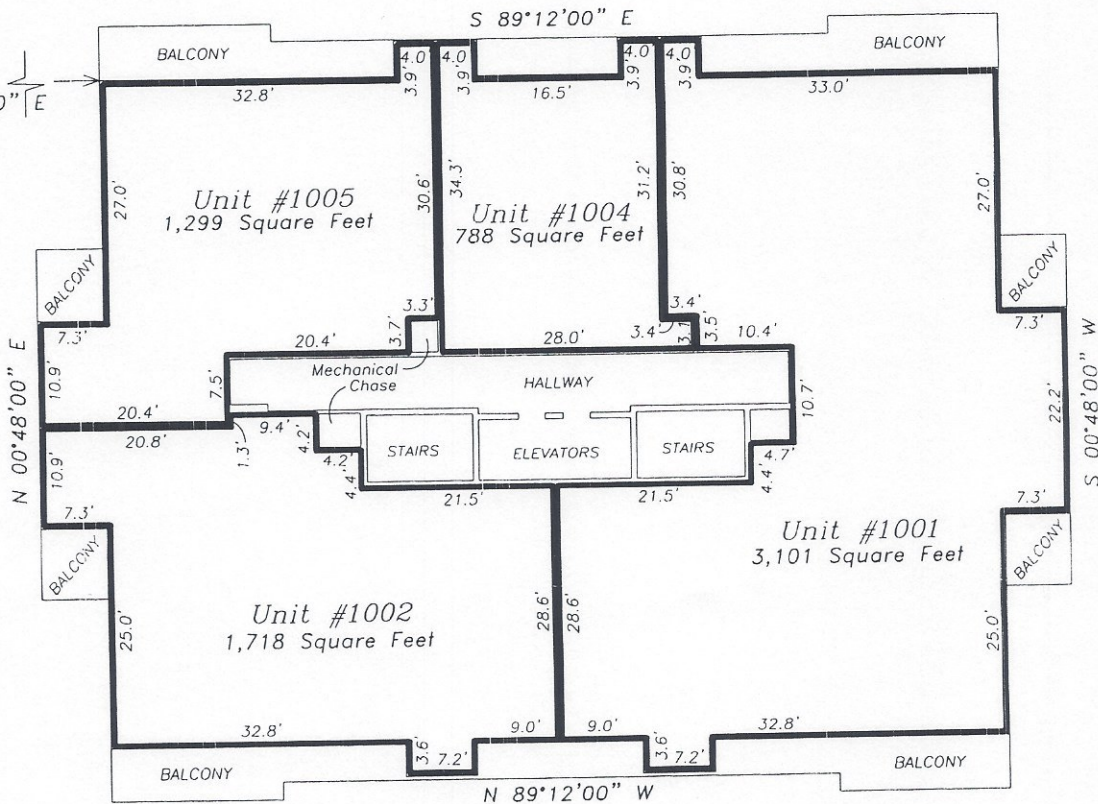 S 89°12'00" E
BALCONY
4.0
4.0
4.0
4.0
BALCONY
0" E
32.8'
3.9'
3.9'
16.5'
3.9'
3.9'
33.0'
27.0'
Unit #1005
1,299 Square Feet
30.6'
34.3'
Unit #1004
788 Square Feet
31.2'
30.8'
27.0'
BALCONY
BALCONY
7.3'
3.3'
3.7'
3.4'
3.4'
3.1'
3.5'
10.4'
7.3'
20.4'
28.0'
Mechanical
Chase
HALLWAY
N 00°48'00" E
10.9'
7.5'
10.7'
22.2'
S 00°48'00" W
20.4'
20.8'
1.3'
9.4'
4.2'
4.2'
4.4'
STAIRS
ELEVATORS
STAIRS
4.7'
4.4'
10.9'
7.3'
21.5'
21.5'
7.3'
BALCONY
Unit #1001
3,101 Square Feet
BALCONY
Unit #1002
1,718 Square Feet
25.0'
28.6'
28.6'
25.0'
32.8'
9.0'
9.0'
32.8'
3.6'
7.2'
3.6'
7.2'
BALCONY
BALCONY
N 89°12'00" W